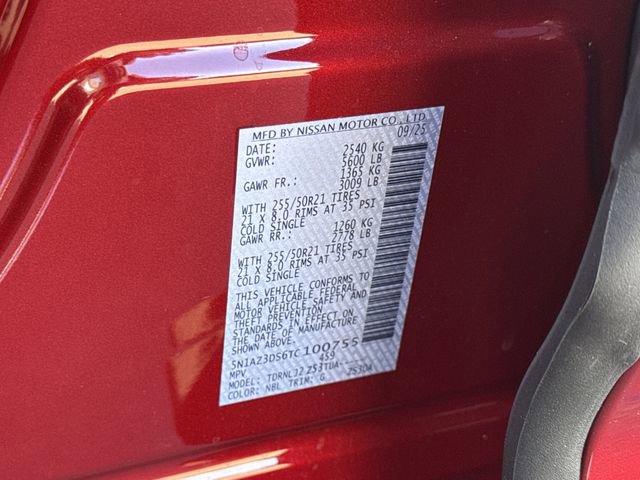 MFD BY NISSAN MOTOR CO., LTD.
DATE: 09/25
GVWR: 2540 KG
5600 LB
GAWR FR.: 1365 KG
3009 LB
WITH 255/50R21 TIRES
21 X 8.0 RIMS AT 35 PSI
COLD SINGLE
GAWR RR.: 1260 KG
2778 LB
WITH 255/50R21 TIRES
21 X 8.0 RIMS AT 35 PSI
COLD SINGLE
THIS VEHICLE CONFORMS TO
ALL APPLICABLE FEDERAL
MOTOR VEHICLE SAFETY AND
THEFT PREVENTION
STANDARDS IN EFFECT ON
THE DATE OF MANUFACTURE
5N1AZ3DS6TC100755
MPV 459
MODEL: Z53A
COLOR: NBL TRIM: G